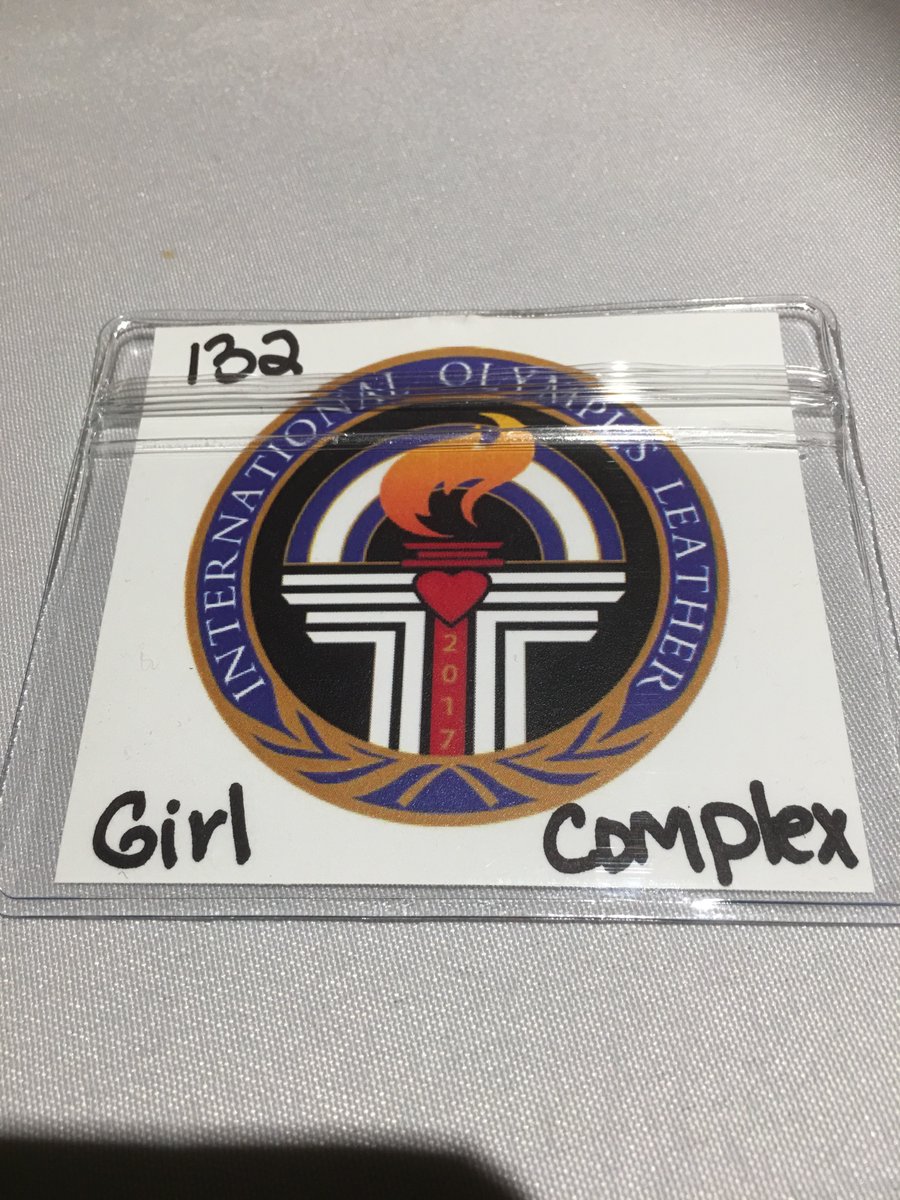 132
INTERNATIONAL OLYMPUS LEATHER
2017
Girl Complex